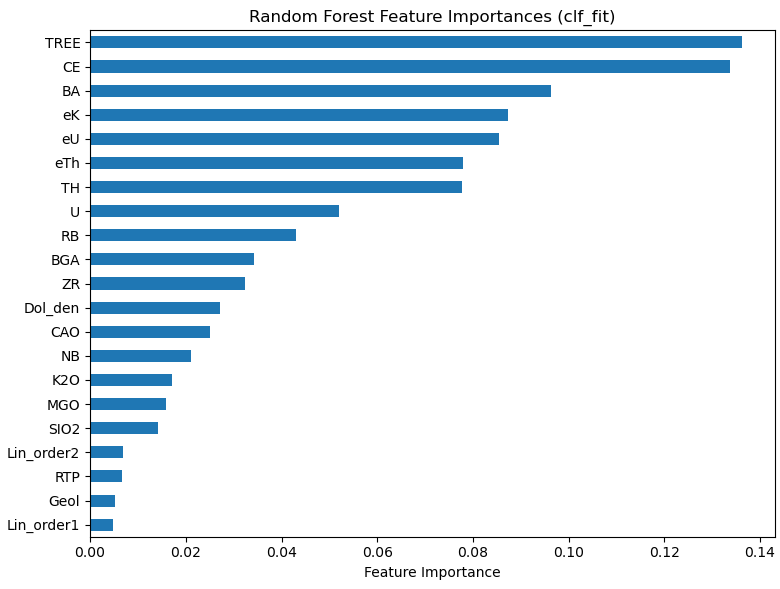 Random Forest Feature Importances (clf_fit)
TREE
CE
BA
eK
eU
eTh
TH
U
RB
BGA
ZR
Dol_den
CAO
NB
K2O
MGO
SIO2
Lin_order2
RTP
Geol
Lin_order1
0.00 0.02 0.04 0.06 0.08 0.10 0.12 0.14
Feature Importance